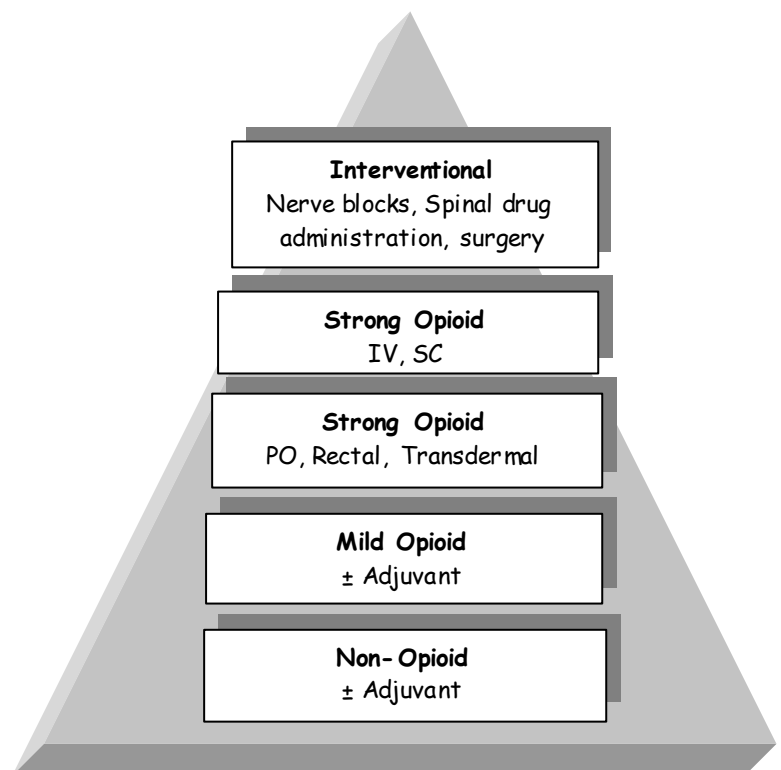 Interventional
Nerve blocks, Spinal drug
administration, surgery
Strong Opioid
IV, SC
Strong Opioid
PO, Rectal, Transdermal
Mild Opioid
± Adjuvant
Non-Opioid
± Adjuvant